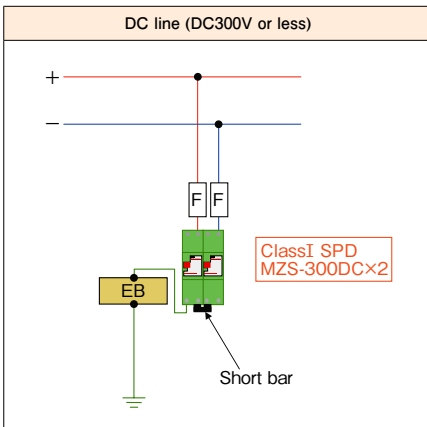 DC line (DC300V or less)
+
−
F F
ClassⅠ SPD
MZS-300DC×2
EB
Short bar